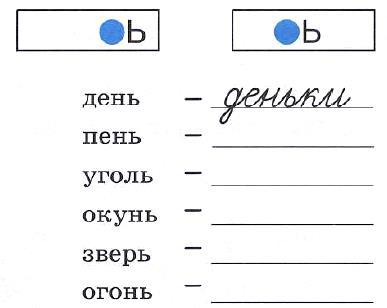 ь ь
день – деньки
пень –
уголь –
окунь –
зверь –
огонь –